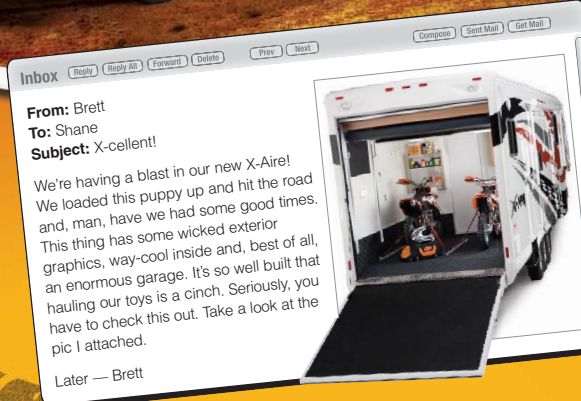 Compose Sent Mail Get Mail
Inbox Reply Reply All Forward Delete Prev Next
From: Brett
To: Shane
Subject: X-cellent!
We're having a blast in our new X-Aire!
We loaded this puppy up and hit the road
and, man, have we had some good times.
This thing has some wicked exterior
graphics, way-cool inside and, best of all,
an enormous garage. It's so well built that
hauling our toys is a cinch. Seriously, you
have to check this out. Take a look at the
pic I attached.
Later — Brett